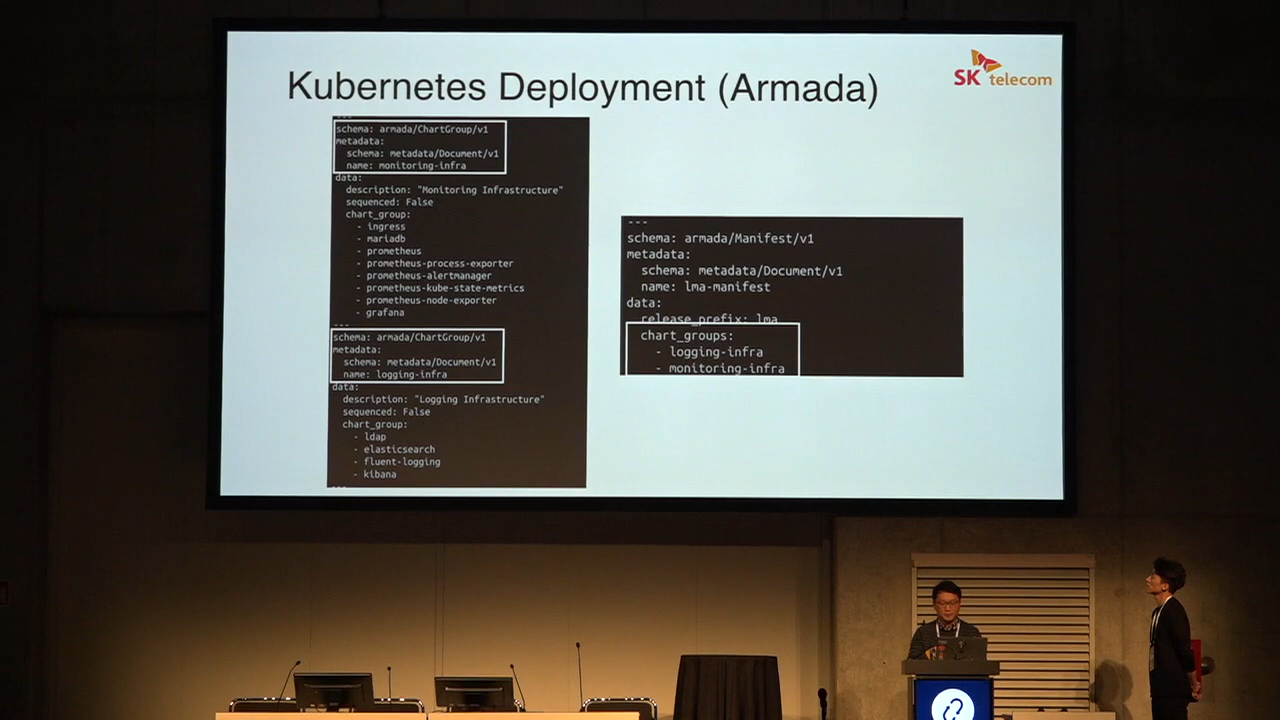 Kubernetes Deployment (Armada)
SK telecom
---
schema: armada/ChartGroup/v1
metadata:
schema: metadata/Document/v1
name: monitoring-infra
data:
description: "Monitoring Infrastructure"
sequenced: False
chart_group:
- ingress
- mariadb
- prometheus
- prometheus-process-exporter
- prometheus-alertmanager
- prometheus-kube-state-metrics
- prometheus-node-exporter
- grafana
---
schema: armada/ChartGroup/v1
metadata:
schema: metadata/Document/v1
name: logging-infra
data:
description: "Logging Infrastructure"
sequenced: False
chart_group:
- ldap
- elasticsearch
- fluent-logging
- kibana
---
---
schema: armada/Manifest/v1
metadata:
schema: metadata/Document/v1
name: lma-manifest
data:
release_prefix: lma
chart_groups:
- logging-infra
- monitoring-infra